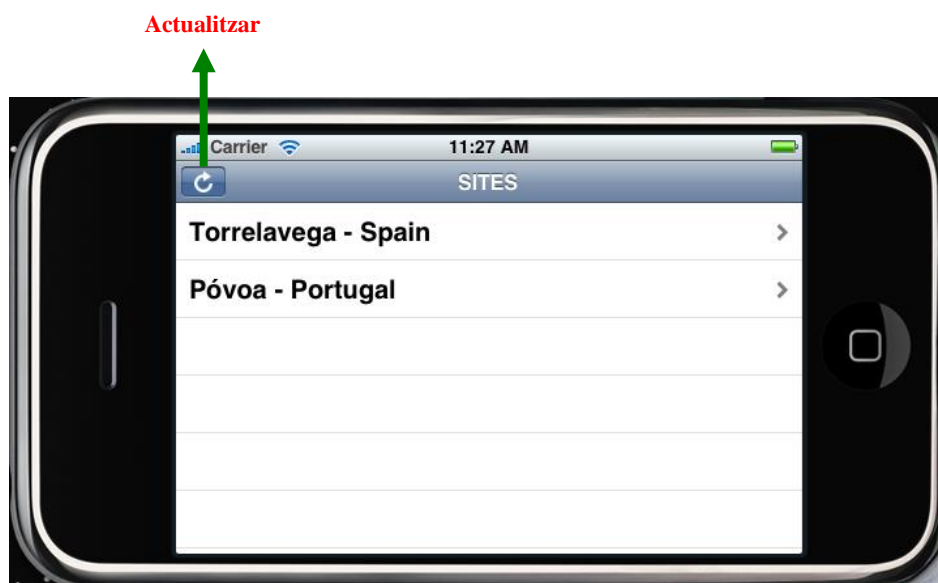 Actualitzar
Carrier 11:27 AM
SITES
Torrelavega - Spain
Póvoa - Portugal